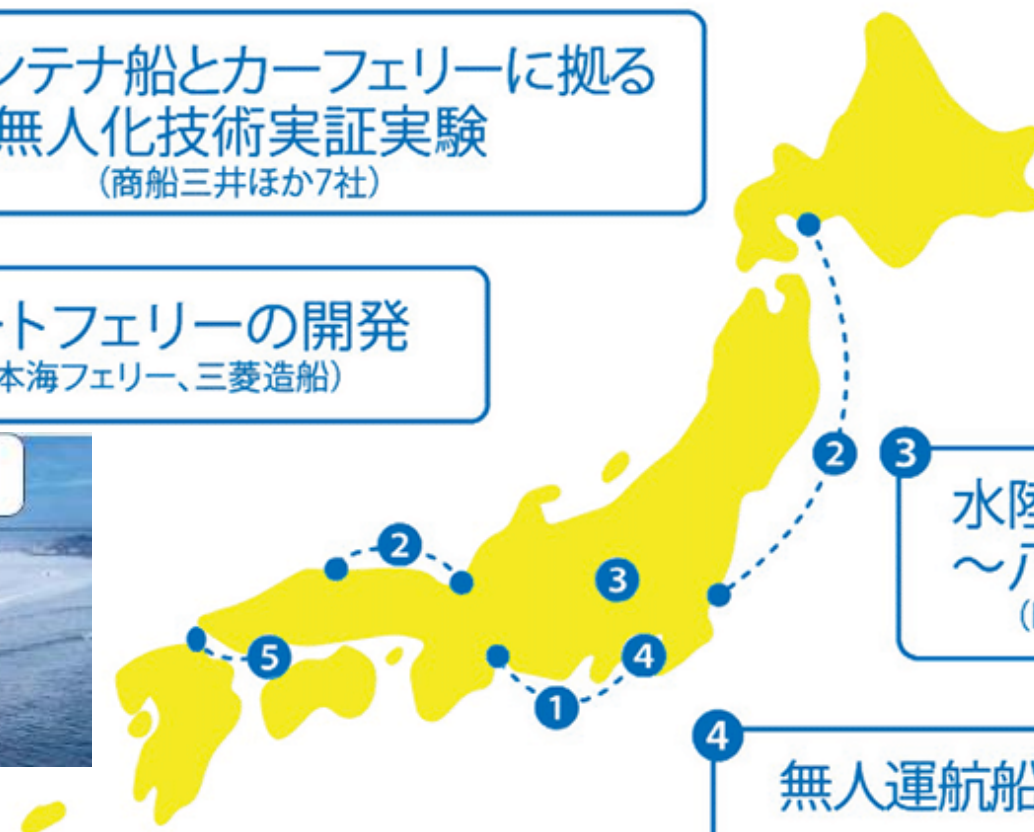 ンテナ船とカーフェリーに拠る
無人化技術実証実験
（商船三井ほか7社）
ートフェリーの開発
本海フェリー、三菱造船）
2
3
水陸
～八
2
3
5
4
1
4
無人運航船